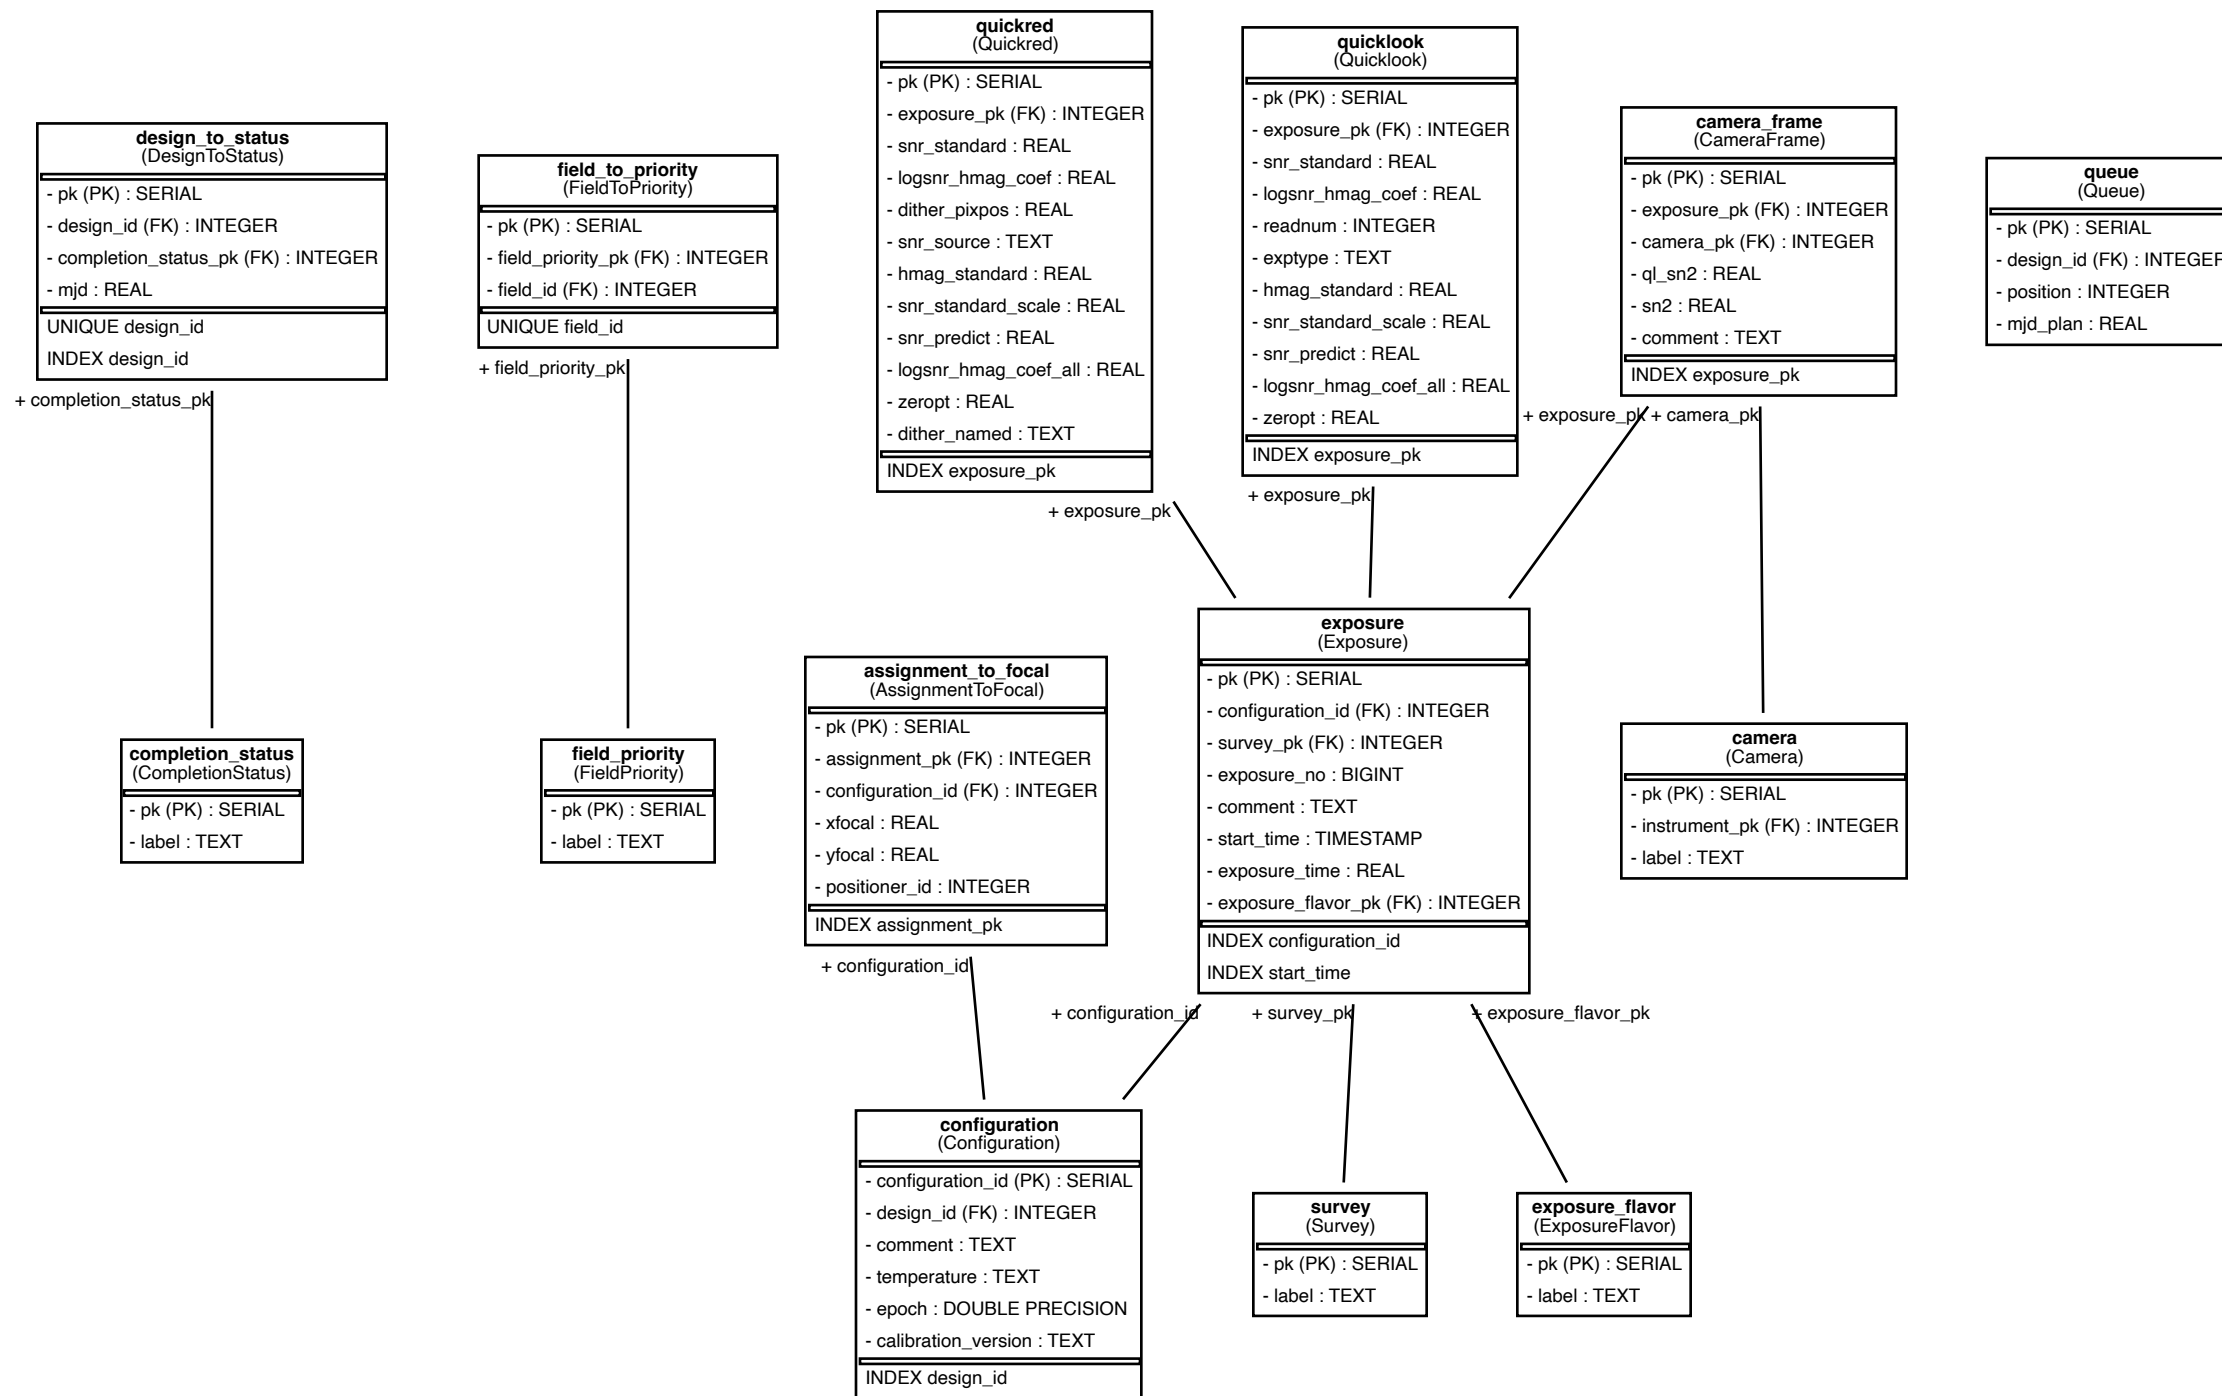 quickred
(Quickred)
- pk (PK) : SERIAL
- exposure_pk (FK) : INTEGER
- snr_standard : REAL
- logsnr_hmag_coef : REAL
- dither_pixpos : REAL
- snr_source : TEXT
- hmag_standard : REAL
- snr_standard_scale : REAL
- snr_predict : REAL
- logsnr_hmag_coef_all : REAL
- zeropt : REAL
- dither_named : TEXT
INDEX exposure_pk
+ exposure_pk
quicklook
(Quicklook)
- pk (PK) : SERIAL
- exposure_pk (FK) : INTEGER
- snr_standard : REAL
- logsnr_hmag_coef : REAL
- readnum : INTEGER
- exptype : TEXT
- hmag_standard : REAL
- snr_standard_scale : REAL
- snr_predict : REAL
- logsnr_hmag_coef_all : REAL
- zeropt : REAL
INDEX exposure_pk
+ exposure_pk
camera_frame
(CameraFrame)
- pk (PK) : SERIAL
- exposure_pk (FK) : INTEGER
- camera_pk (FK) : INTEGER
- ql_sn2 : REAL
- sn2 : REAL
- comment : TEXT
INDEX exposure_pk
+ exposure_pk
+ camera_pk
queue
(Queue)
- pk (PK) : SERIAL
- design_id (FK) : INTEGER
- position : INTEGER
- mjd_plan : REAL
design_to_status
(DesignToStatus)
- pk (PK) : SERIAL
- design_id (FK) : INTEGER
- completion_status_pk (FK) : INTEGER
- mjd : REAL
UNIQUE design_id
INDEX design_id
+ completion_status_pk
field_to_priority
(FieldToPriority)
- pk (PK) : SERIAL
- field_priority_pk (FK) : INTEGER
- field_id (FK) : INTEGER
UNIQUE field_id
+ field_priority_pk
completion_status
(CompletionStatus)
- pk (PK) : SERIAL
- label : TEXT
field_priority
(FieldPriority)
- pk (PK) : SERIAL
- label : TEXT
assignment_to_focal
(AssignmentToFocal)
- pk (PK) : SERIAL
- assignment_pk (FK) : INTEGER
- configuration_id (FK) : INTEGER
- xfocal : REAL
- yfocal : REAL
- positioner_id : INTEGER
INDEX assignment_pk
+ configuration_id
exposure
(Exposure)
- pk (PK) : SERIAL
- configuration_id (FK) : INTEGER
- survey_pk (FK) : INTEGER
- exposure_no : BIGINT
- comment : TEXT
- start_time : TIMESTAMP
- exposure_time : REAL
- exposure_flavor_pk (FK) : INTEGER
INDEX configuration_id
INDEX start_time
+ configuration_id
+ survey_pk
+ exposure_flavor_pk
camera
(Camera)
- pk (PK) : SERIAL
- instrument_pk (FK) : INTEGER
- label : TEXT
configuration
(Configuration)
- configuration_id (PK) : SERIAL
- design_id (FK) : INTEGER
- comment : TEXT
- temperature : TEXT
- epoch : DOUBLE PRECISION
- calibration_version : TEXT
INDEX design_id
survey
(Survey)
- pk (PK) : SERIAL
- label : TEXT
exposure_flavor
(ExposureFlavor)
- pk (PK) : SERIAL
- label : TEXT